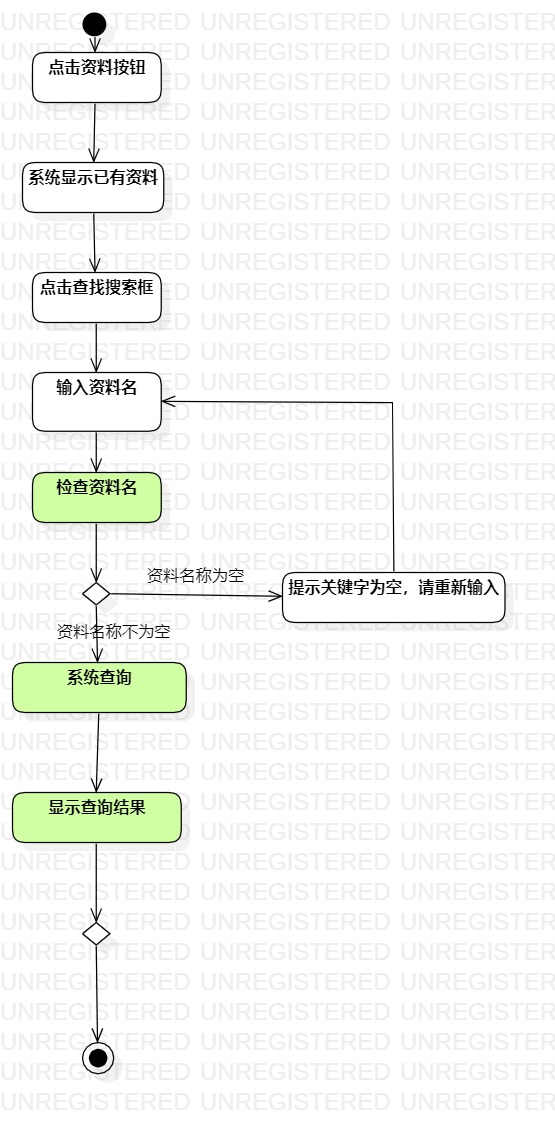 点击资料按钮
系统显示已有资料
点击查找搜索框
输入资料名
检查资料名
资料名称为空
提示关键字为空，请重新输入
资料名称不为空
系统查询
显示查询结果
UNREGISTERED